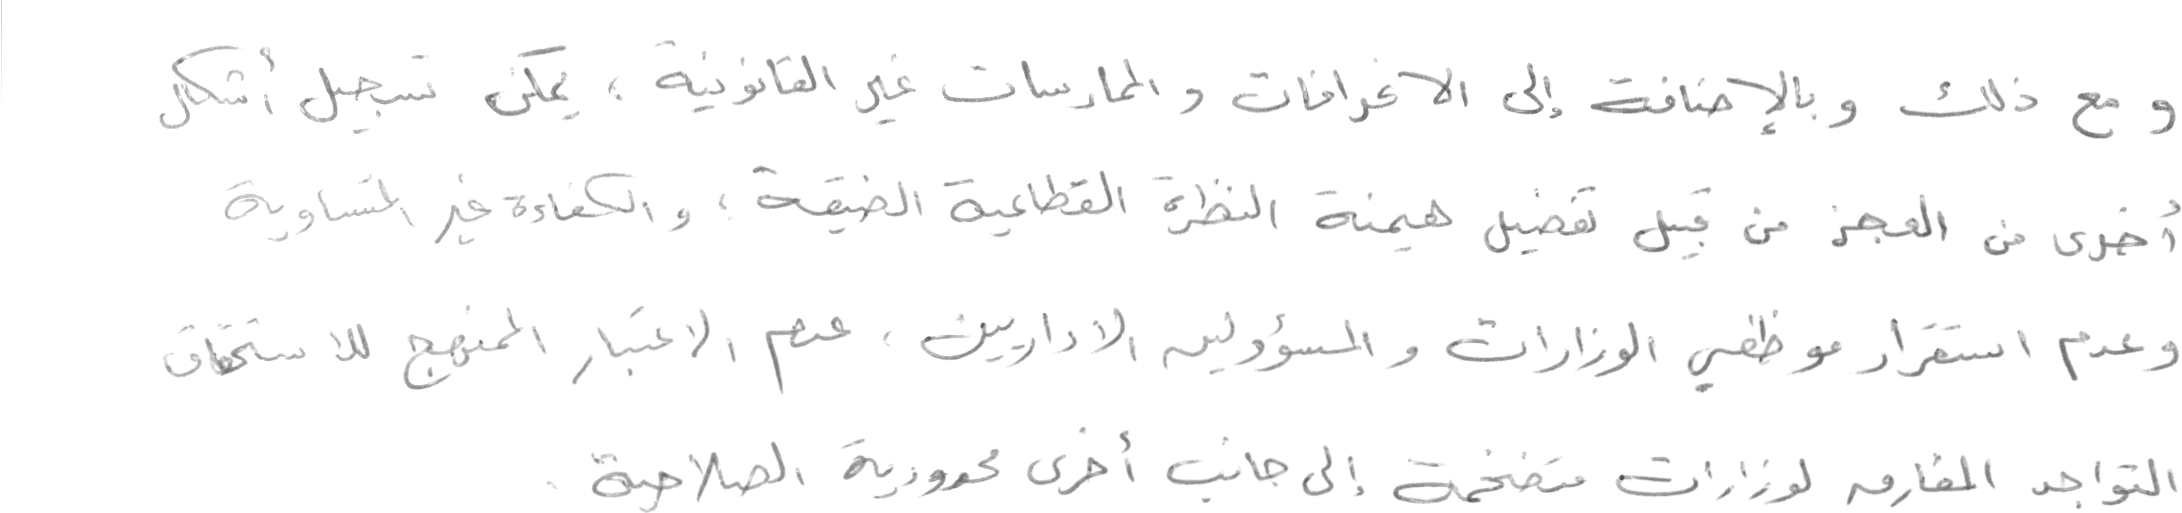 و مع ذلك وبالإضافة إلى الانحرافات والممارسات غير القانونية ، يمكن تسجيل أشكال
أخرى من العجز من قبيل تفضيل هيمنة النظرة القطاعية الضيقة ، والكفاءة غير المتساوية
وعدم استقرار موظفي الوزارات والمسؤولين الاداريين ، عدم الاعتبار الممنهج للاستحقاق
التواجد المفارق لوزارات متضخمة إلى جانب أخرى محدودية الصلاحية .